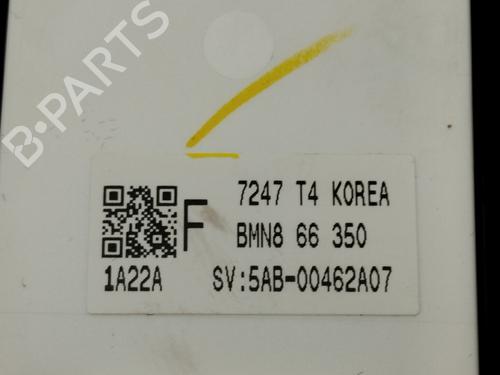 B-PARTS
F
7247 T4 KOREA
BMN8 66 350
1A22A
SV:5AB-00462A07